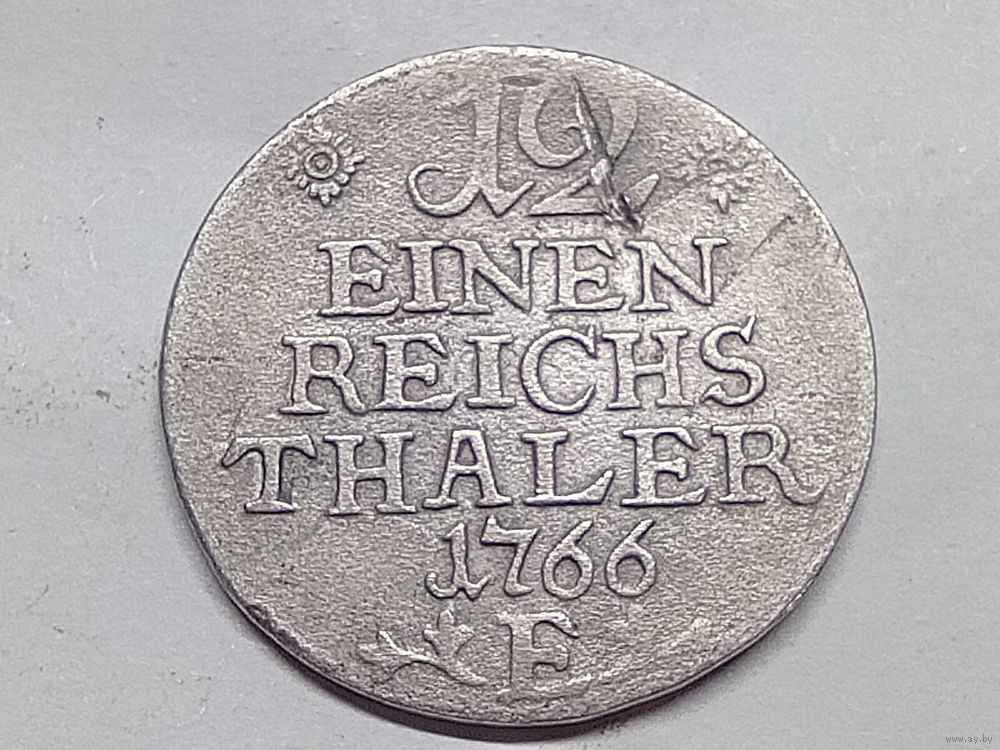 12
EINEN
REICHS
THALER
1766
E
www.ay.by